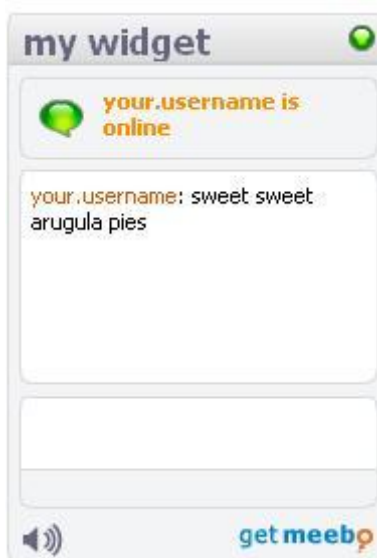 my widget
your.username is
online
your.username: sweet sweet
arugula pies
get meebo